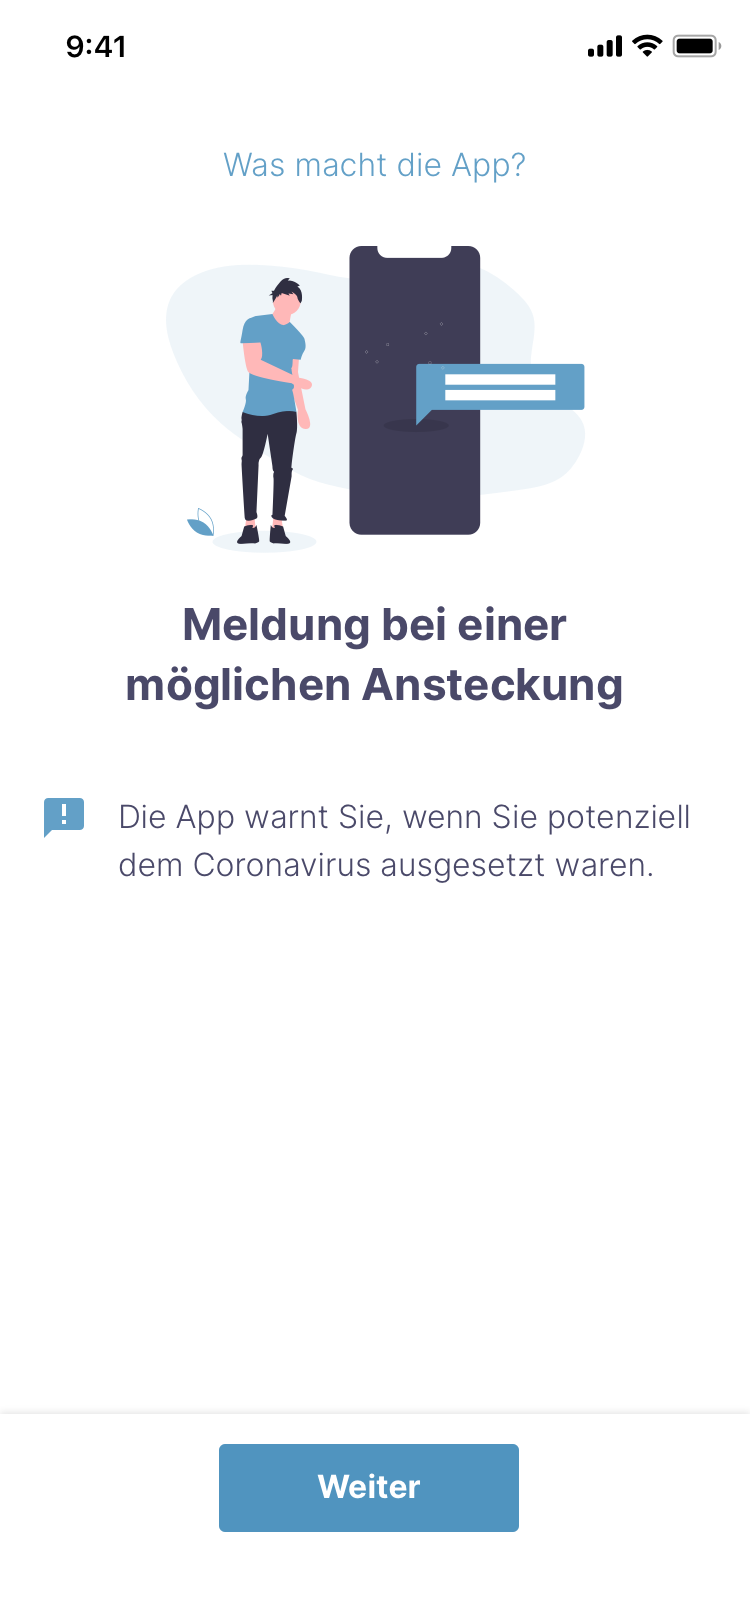 9:41
Was macht die App?
Meldung bei einer
möglichen Ansteckung
Die App warnt Sie, wenn Sie potenziell
dem Coronavirus ausgesetzt waren.
Weiter